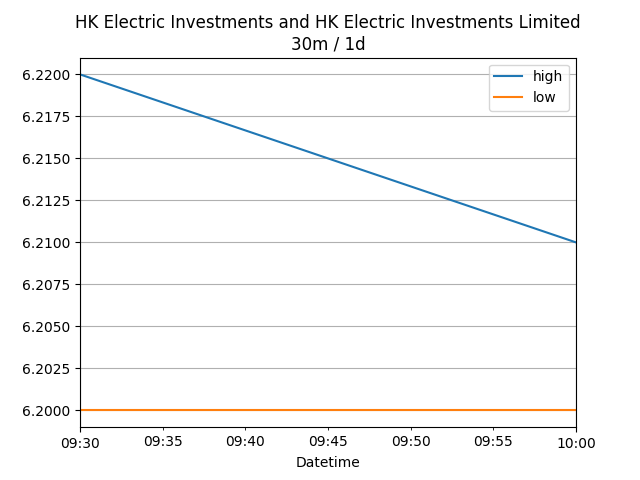 HK Electric Investments and HK Electric Investments Limited
30m / 1d
high
low
6.2200
6.2175
6.2150
6.2125
6.2100
6.2075
6.2050
6.2025
6.2000
09:30 09:35 09:40 09:45 09:50 09:55 10:00
Datetime